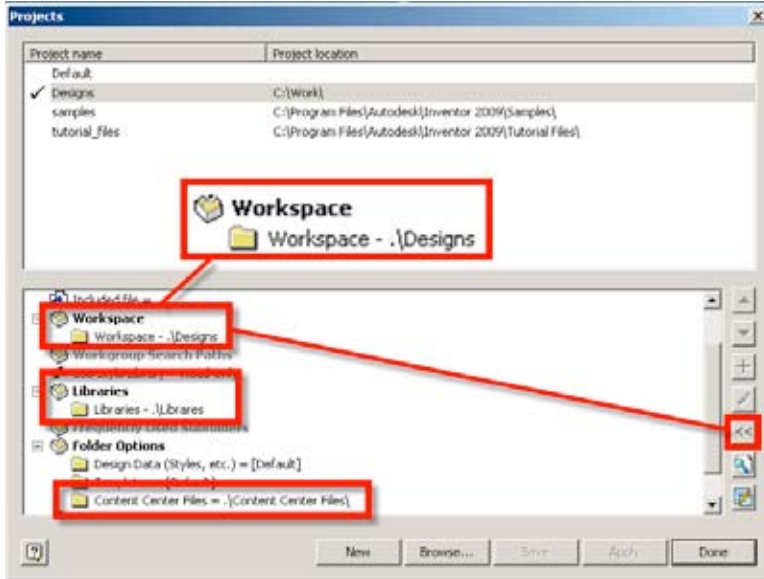 Projects
Project name Project location
Default
Designs C:\Work\
samples C:\Program Files\Autodesk\Inventor 2009\Samples\
tutorial_files C:\Program Files\Autodesk\Inventor 2009\Tutorial Files\
Workspace
Workspace - .\Designs
Included file =
Workspace
Workspace - .\Designs
Workgroup Search Paths
Libraries
Libraries - .\Librares
Frequently Used Subfolders
Folder Options
Design Data (Styles, etc.) = [Default]
Content Center Files = .\Content Center Files\
<<
New Browse... Save Apply Done